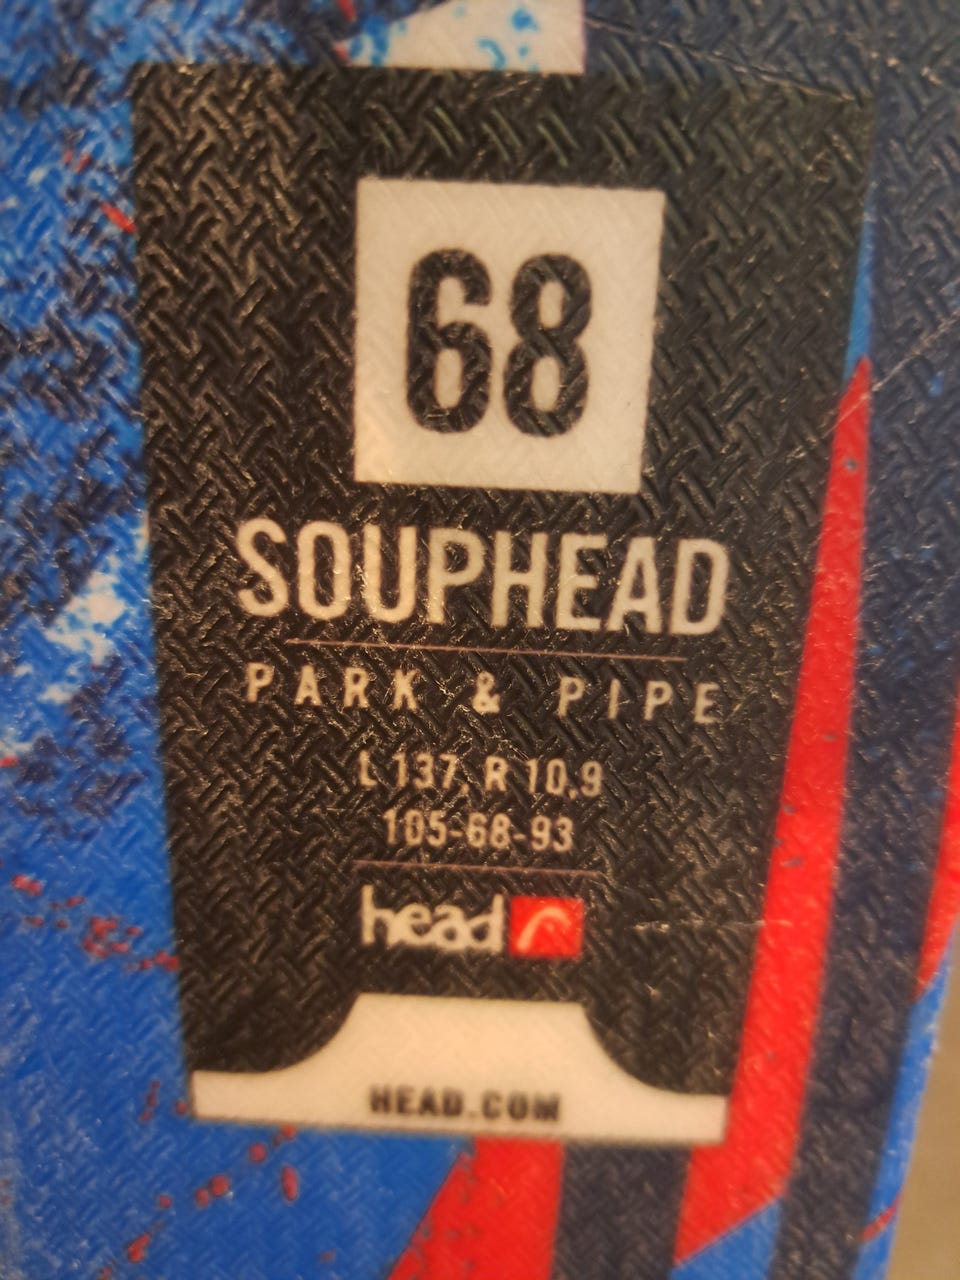 68
SOUPHEAD
PARK & PIPE
L 137, R 10,9
105-68-93
head
HEAD.COM